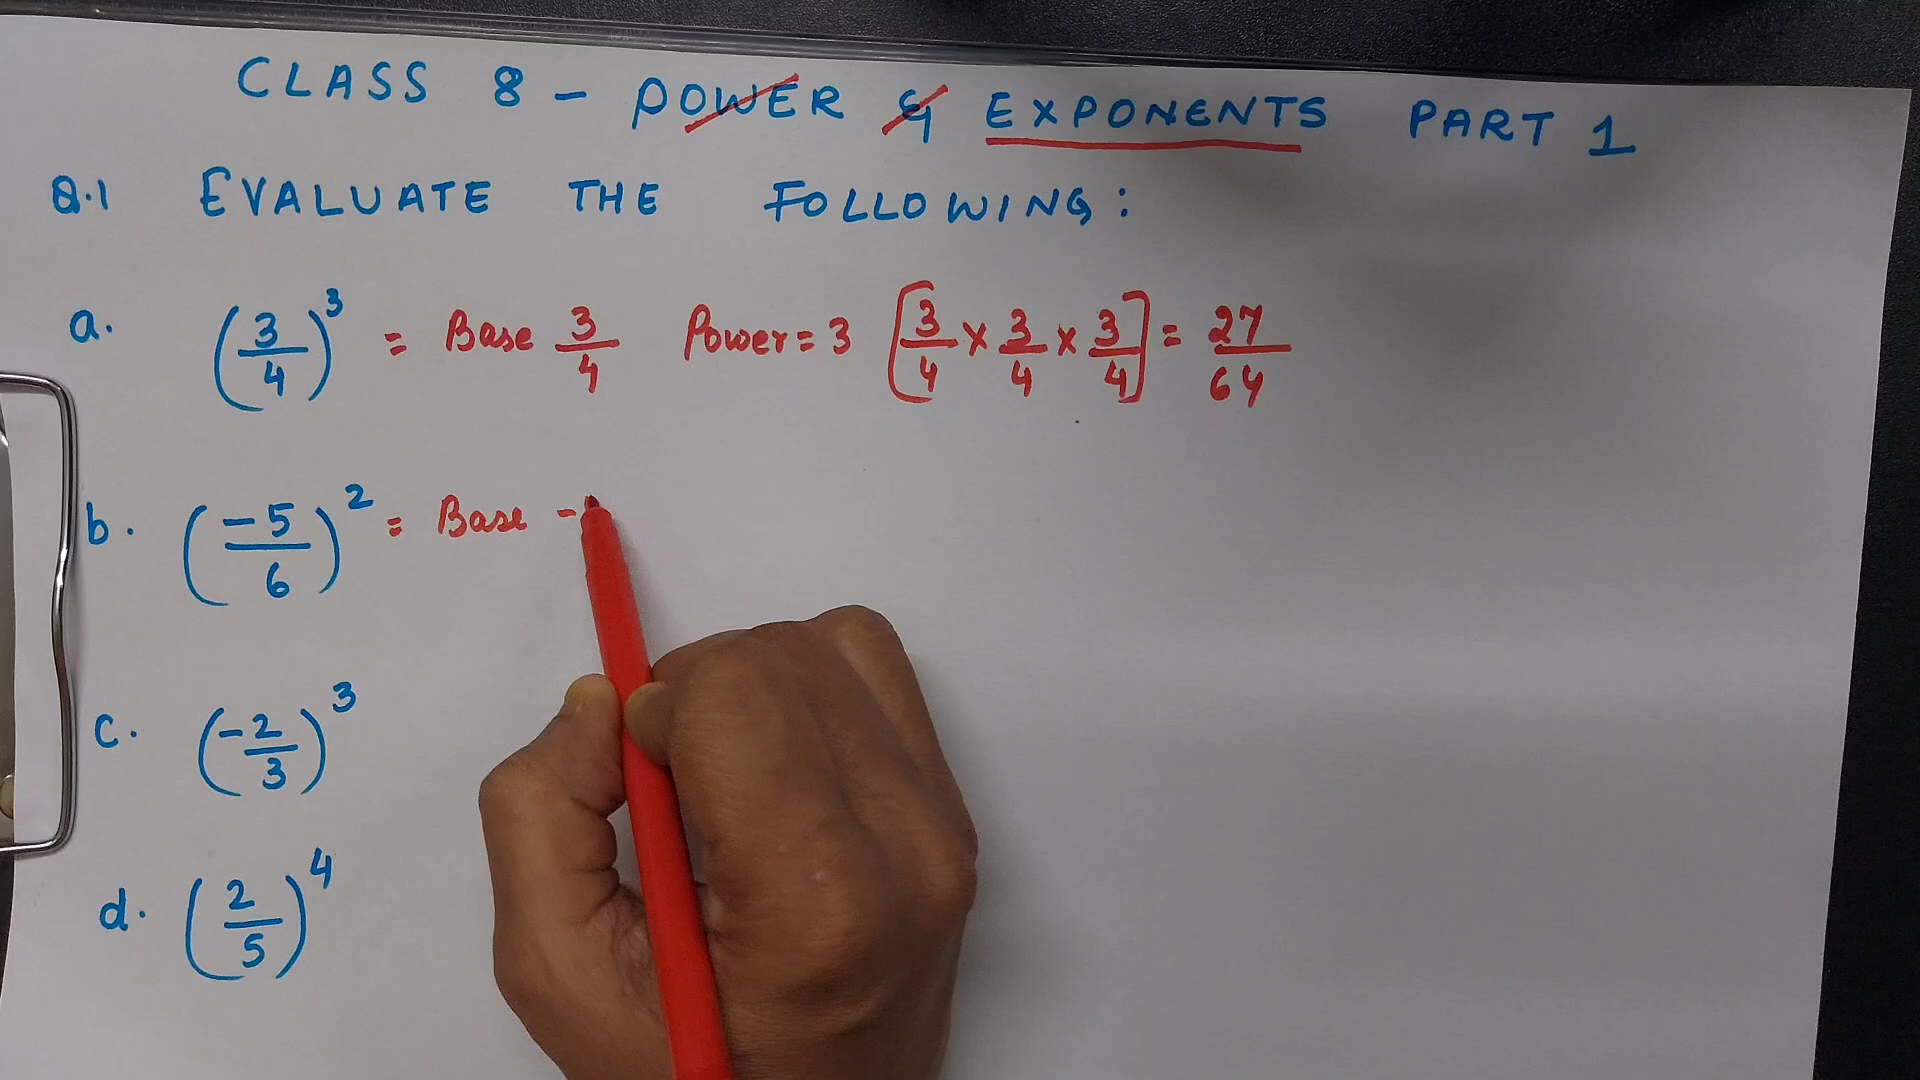 CLASS 8 - POWER & EXPONENTS PART 1
Q.1 EVALUATE THE FOLLOWING:
a. (3/4)³ = Base 3/4 Power = 3 [3/4 × 3/4 × 3/4] = 27/64
b. (-5/6)² = Base -
c. (-2/3)³
d. (2/5)⁴